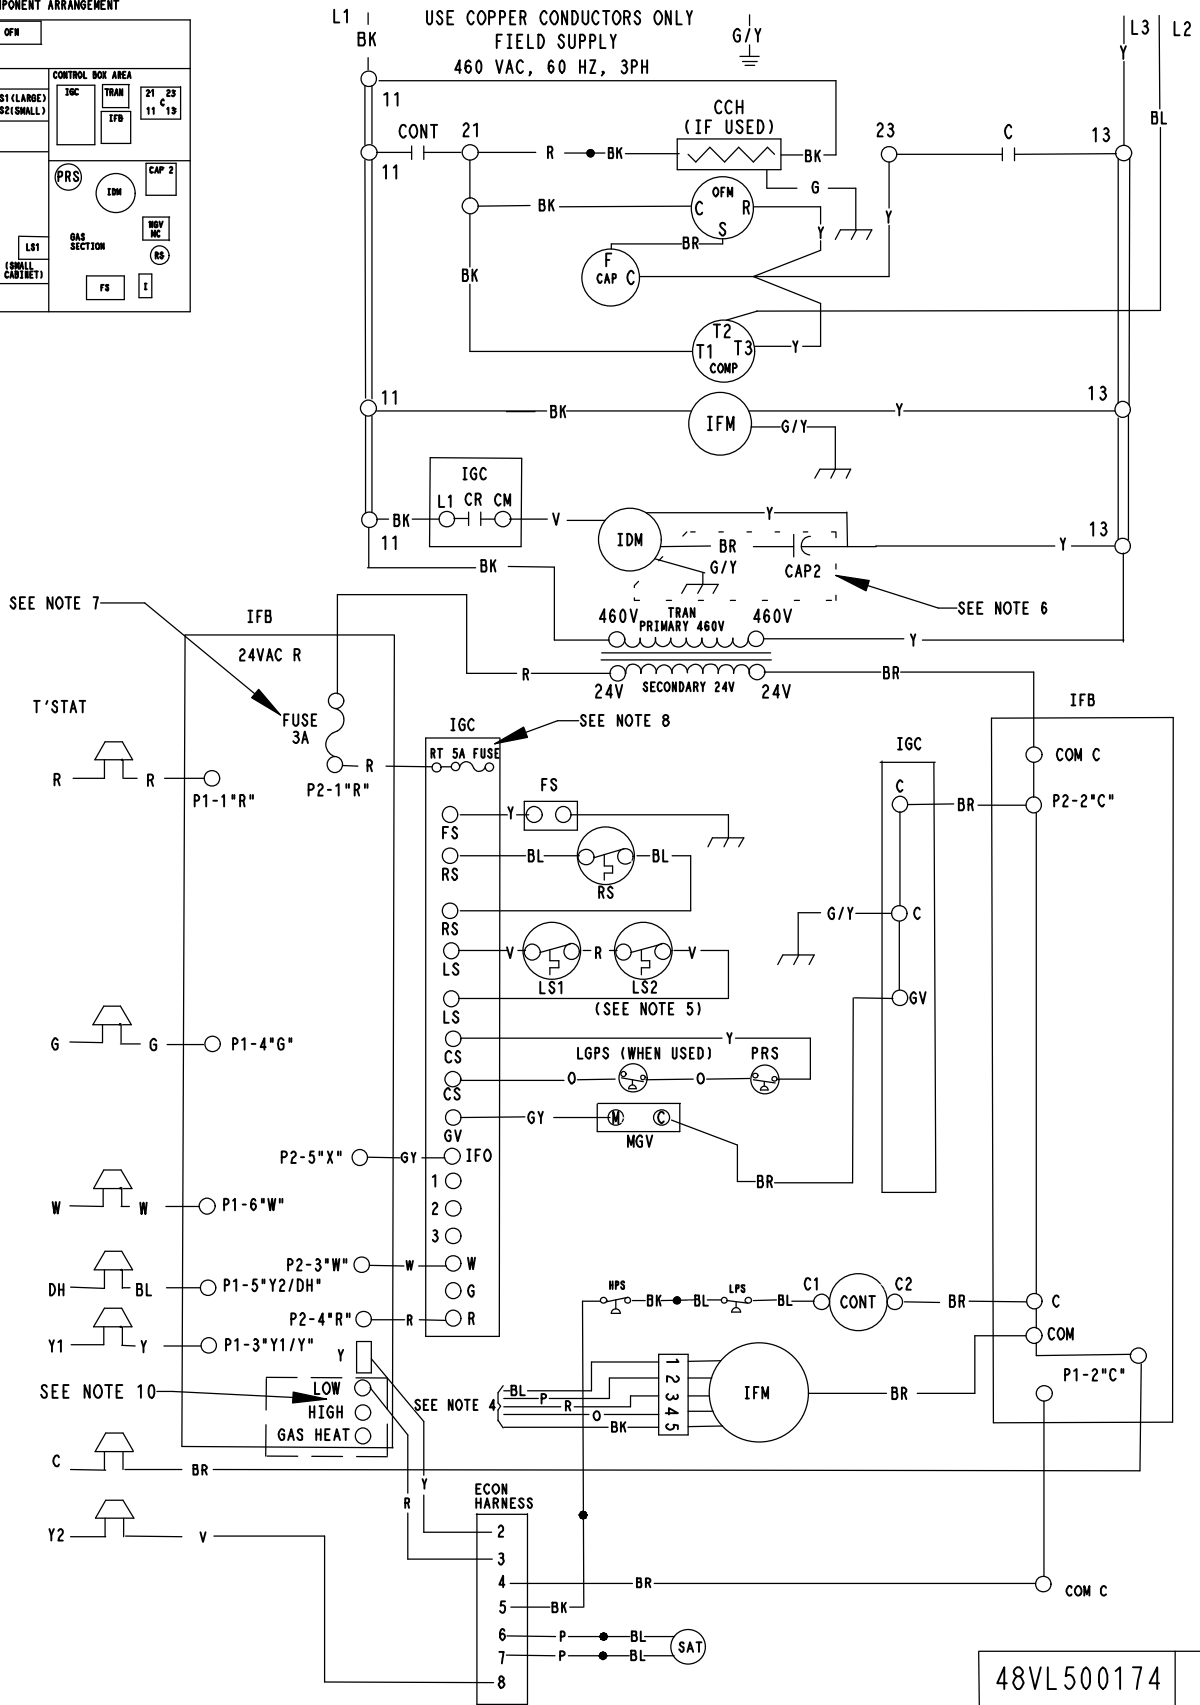 MPONENT ARRANGEMENT
OFM
CONTROL BOX AREA
IGC
TRAN
IFB
21 23
C
11 13
S1(LARGE)
S2(SMALL)
PRS
IDM
CAP 2
GAS
SECTION
MGV
NC
RS
LS1
(SMALL
CABINET)
FS
I
L1
BK
USE COPPER CONDUCTORS ONLY
FIELD SUPPLY
460 VAC, 60 HZ, 3PH
G/Y
L3
L2
Y
BL
11
CCH
(IF USED)
CONT
21
R
BK
BK
23
C
13
11
G
OFM
C
R
S
BK
Y
Y
BR
F
CAP C
BK
T2
T1
T3
COMP
Y
11
BK
IFM
Y
13
G/Y
IGC
L1 CR CM
BK
V
11
IDM
Y
BR
G/Y
CAP2
Y
13
BK
SEE NOTE 6
SEE NOTE 7
IFB
460V
TRAN
PRIMARY 460V
460V
Y
24VAC R
R
24V
SECONDARY 24V
24V
BR
T'STAT
FUSE
3A
IGC
SEE NOTE 8
IGC
IFB
RT 5A FUSE
COM C
R
R
P1-1"R"
P2-1"R"
R
FS
Y
FS
C
BR
P2-2"C"
RS
BL
BL
RS
RS
G/Y
C
LS
V
R
V
LS1
LS2
LS
(SEE NOTE 5)
GV
G
G
P1-4"G"
CS
Y
LGPS (WHEN USED)
PRS
O
O
CS
GV
GY
M
C
MGV
BR
P2-5"X"
GY
IFO
1
2
3
W
W
P1-6"W"
P2-3"W"
W
W
DH
BL
P1-5"Y2/DH"
G
HPS
BK
BL
LPS
BL
C1
CONT
C2
BR
C
P2-4"R"
R
R
Y1
Y
P1-3"Y1/Y"
Y
COM
P1-2"C"
SEE NOTE 10
LOW
HIGH
GAS HEAT
SEE NOTE 4
BL
P
R
O
BK
1
2
3
4
5
IFM
BR
C
BR
Y
R
ECON
HARNESS
Y2
V
2
3
4
BR
COM C
5
BK
6
P
BL
SAT
7
P
BL
8
48VL500174